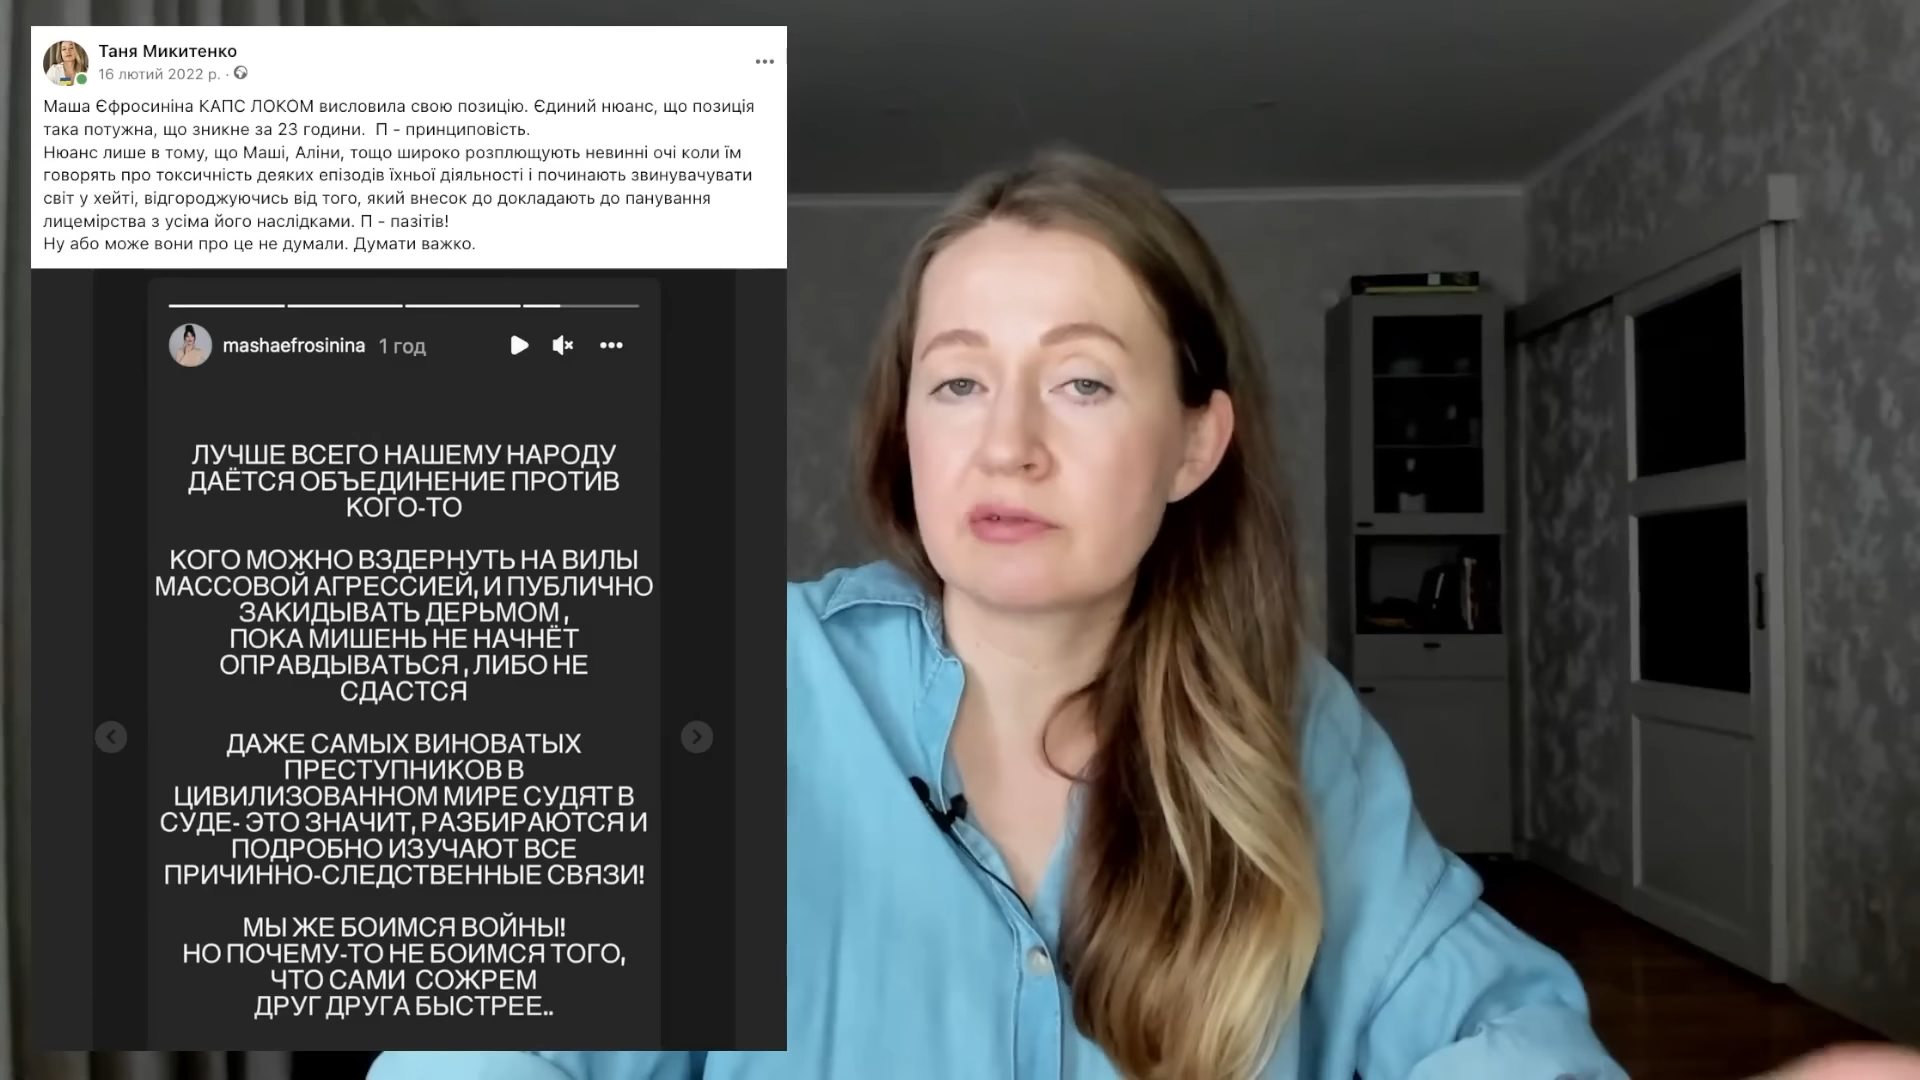 Таня Микитенко
16 лютий 2022 р. ·
Маша Єфросиніна КАПС ЛОКОМ висловила свою позицію. Єдиний нюанс, що позиція
така потужна, що зникне за 23 години. П - принциповість.
Нюанс лише в тому, що Маші, Аліни, тощо широко розплющують невинні очі коли їм
говорять про токсичність деяких епізодів їхньої діяльності і починають звинувачувати
світ у хейті, відгороджуючись від того, який внесок до докладають до панування
лицемірства з усіма його наслідками. П - пазітів!
Ну або може вони про це не думали. Думати важко.
mashaefrosinina 1 год
ЛУЧШЕ ВСЕГО НАШЕМУ НАРОДУ
ДАЁТСЯ ОБЪЕДИНЕНИЕ ПРОТИВ
КОГО-ТО
КОГО МОЖНО ВЗДЕРНУТЬ НА ВИЛЫ
МАССОВОЙ АГРЕССИЕЙ, И ПУБЛИЧНО
ЗАКИДЫВАТЬ ДЕРЬМОМ ,
ПОКА МИШЕНЬ НЕ НАЧНЁТ
ОПРАВДЫВАТЬСЯ , ЛИБО НЕ
СДАСТСЯ
ДАЖЕ САМЫХ ВИНОВАТЫХ
ПРЕСТУПНИКОВ В
ЦИВИЛИЗОВАННОМ МИРЕ СУДЯТ В
СУДЕ- ЭТО ЗНАЧИТ, РАЗБИРАЮТСЯ И
ПОДРОБНО ИЗУЧАЮТ ВСЕ
ПРИЧИННО-СЛЕДСТВЕННЫЕ СВЯЗИ!
МЫ ЖЕ БОИМСЯ ВОЙНЫ!
НО ПОЧЕМУ-ТО НЕ БОИМСЯ ТОГО,
ЧТО САМИ СОЖРЕМ
ДРУГ ДРУГА БЫСТРЕЕ..